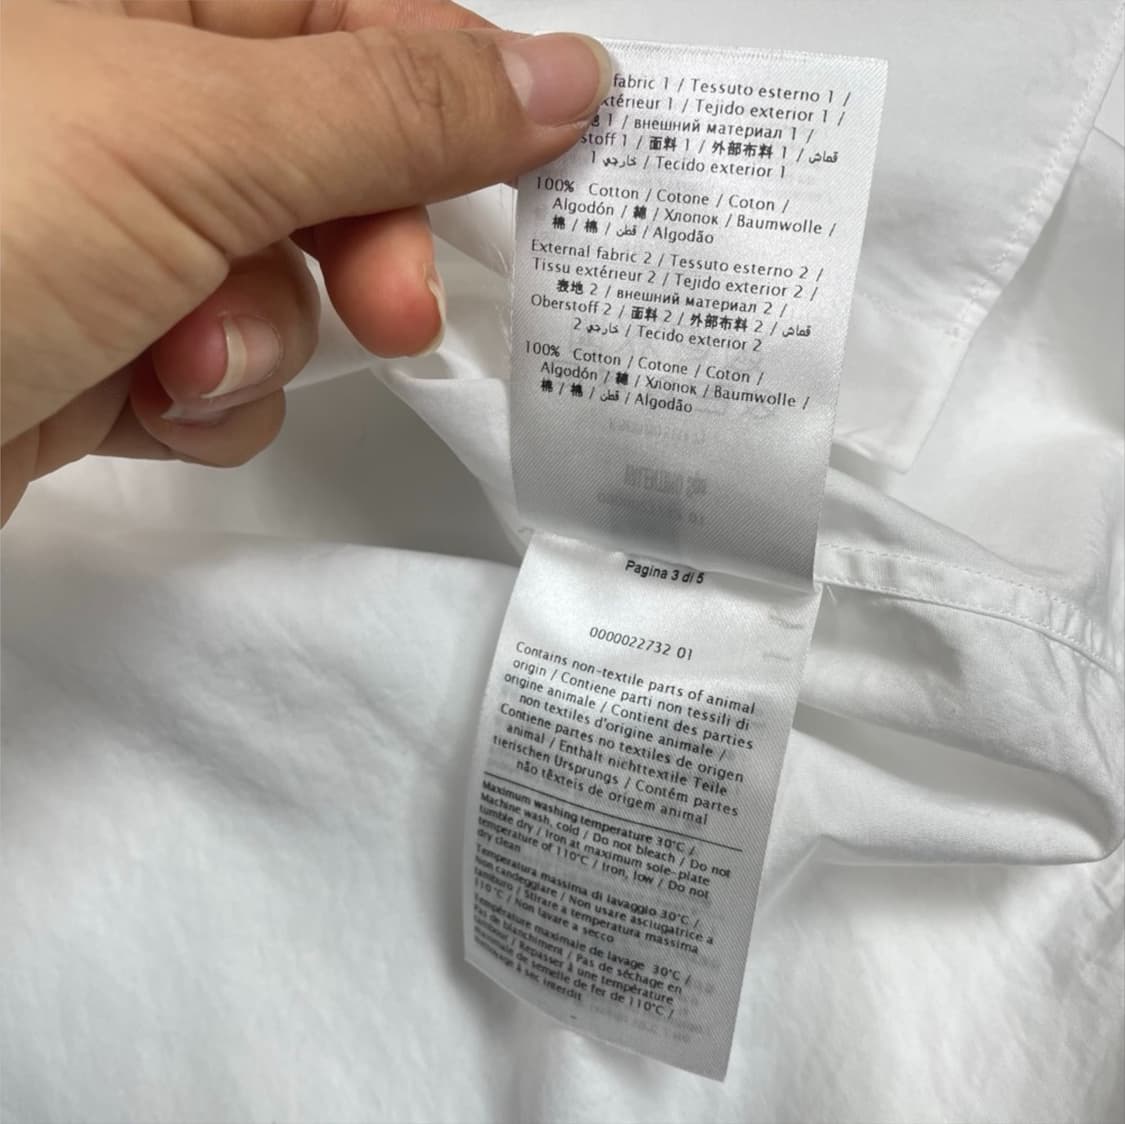 fabric 1 / Tessuto esterno 1 /
extérieur 1 / Tejido exterior 1 /
1 / внешний материал 1 /
stoff 1 / 面料 1 / 外部布料 1 / قماش
خارجي 1 / Tecido exterior 1
100% Cotton / Cotone / Coton /
Algodón / 綿 / Хлопок / Baumwolle /
棉 / 棉 / قطن / Algodão
External fabric 2 / Tessuto esterno 2 /
Tissu extérieur 2 / Tejido exterior 2 /
表地 2 / внешний материал 2 /
Oberstoff 2 / 面料 2 / 外部布料 2 / قماش
خارجي 2 / Tecido exterior 2
100% Cotton / Cotone / Coton /
Algodón / 綿 / Хлопок / Baumwolle /
棉 / 棉 / قطن / Algodão
Pagina 3 di 5
0000022732 01
Contains non-textile parts of animal
origin / Contiene parti non tessili di
origine animale / Contient des parties
non textiles d'origine animale /
Contiene partes no textiles de origen
animal / Enthält nichttextile Teile
tierischen Ursprungs / Contém partes
não têxteis de origem animal
Maximum washing temperature 30°C /
Machine wash, cold / Do not bleach / Do not
tumble dry / Iron at maximum sole-plate
temperature of 110°C / Iron, low / Do not
dry clean
Temperatura massima di lavaggio 30°C /
Non candeggiare / Non usare asciugatrice a
tamburo / Stirare a temperatura massima
110°C / Non lavare a secco
Température maximale de lavage 30°C /
Pas de blanchiment / Pas de séchage en
tambour / Repasser à une température
maximale de semelle de fer de 110°C /
à sec interdit